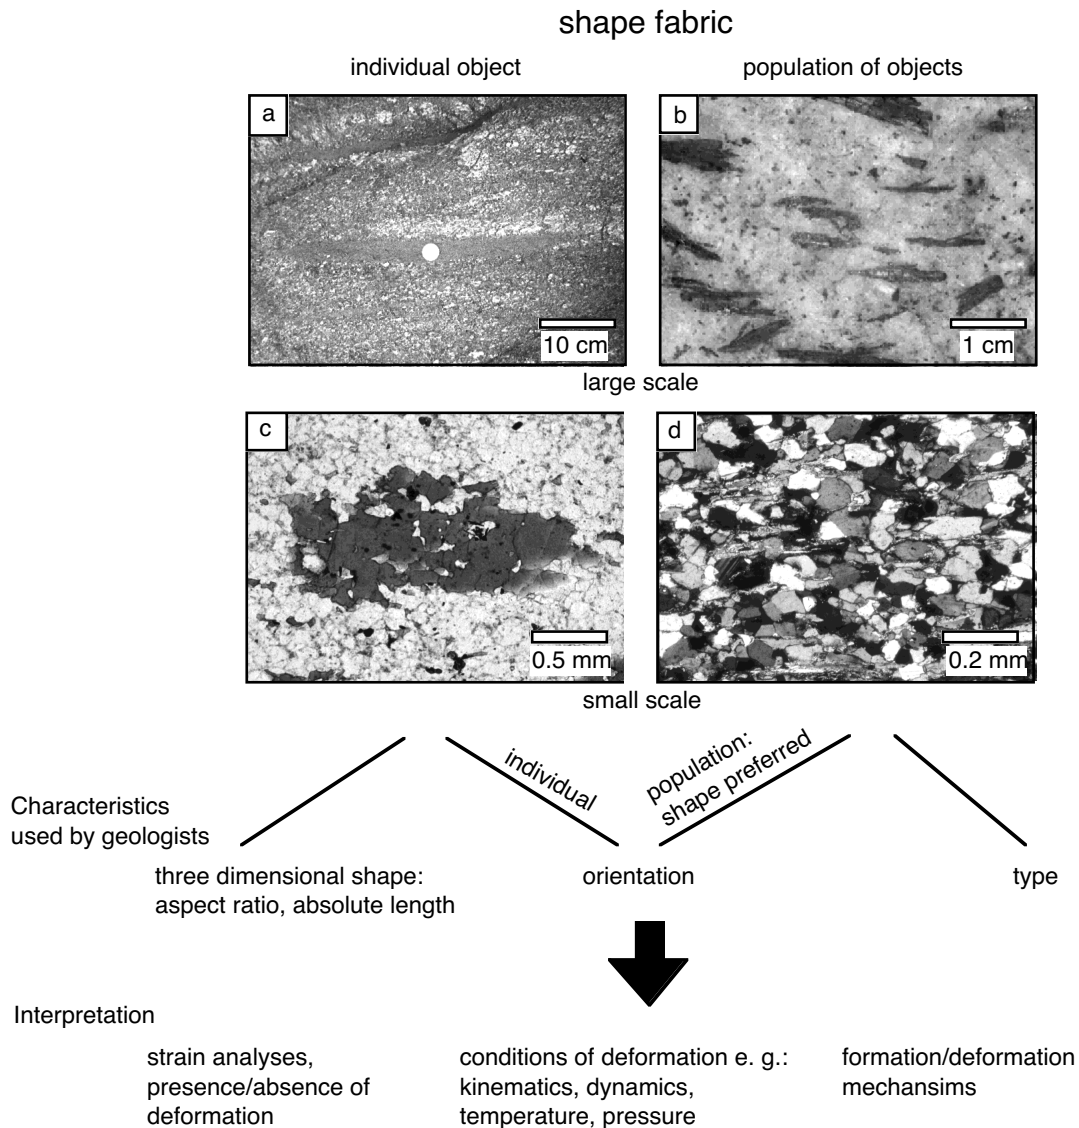 shape fabric
individual object
population of objects
a
b
10 cm
1 cm
large scale
c
d
0.5 mm
0.2 mm
small scale
individual
population:
shape preferred
Characteristics
used by geologists
three dimensional shape:
aspect ratio, absolute length
orientation
type
Interpretation
strain analyses,
presence/absence of
deformation
conditions of deformation e. g.:
kinematics, dynamics,
temperature, pressure
formation/deformation
mechansims